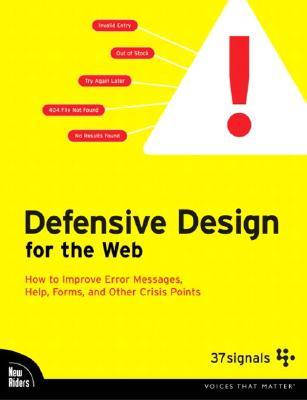 Invalid Entry
Out of Stock
Try Again Later
404 File Not Found
No Results Found
!
Defensive Design
for the Web
How to Improve Error Messages,
Help, Forms, and Other Crisis Points
37signals
New
Riders
VOICES THAT MATTER™